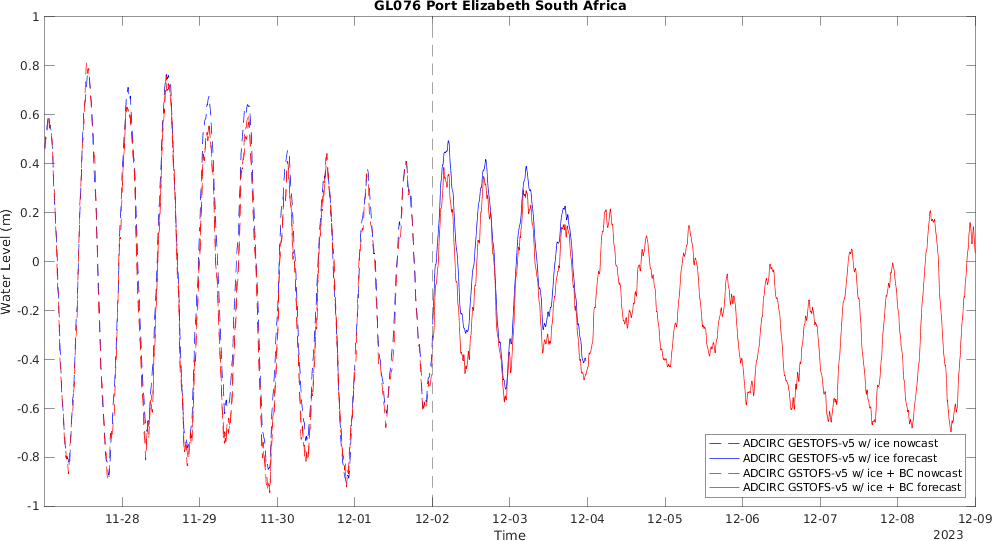 GL076 Port Elizabeth South Africa
1
0.8
0.6
0.4
0.2
0
-0.2
-0.4
-0.6
-0.8
-1
Water Level (m)
ADCIRC GESTOFS-v5 w/ ice nowcast
ADCIRC GESTOFS-v5 w/ ice forecast
ADCIRC GSTOFS-v5 w/ ice + BC nowcast
ADCIRC GSTOFS-v5 w/ ice + BC forecast
11-28 11-29 11-30 12-01 12-02 12-03 12-04 12-05 12-06 12-07 12-08 12-09
Time
2023